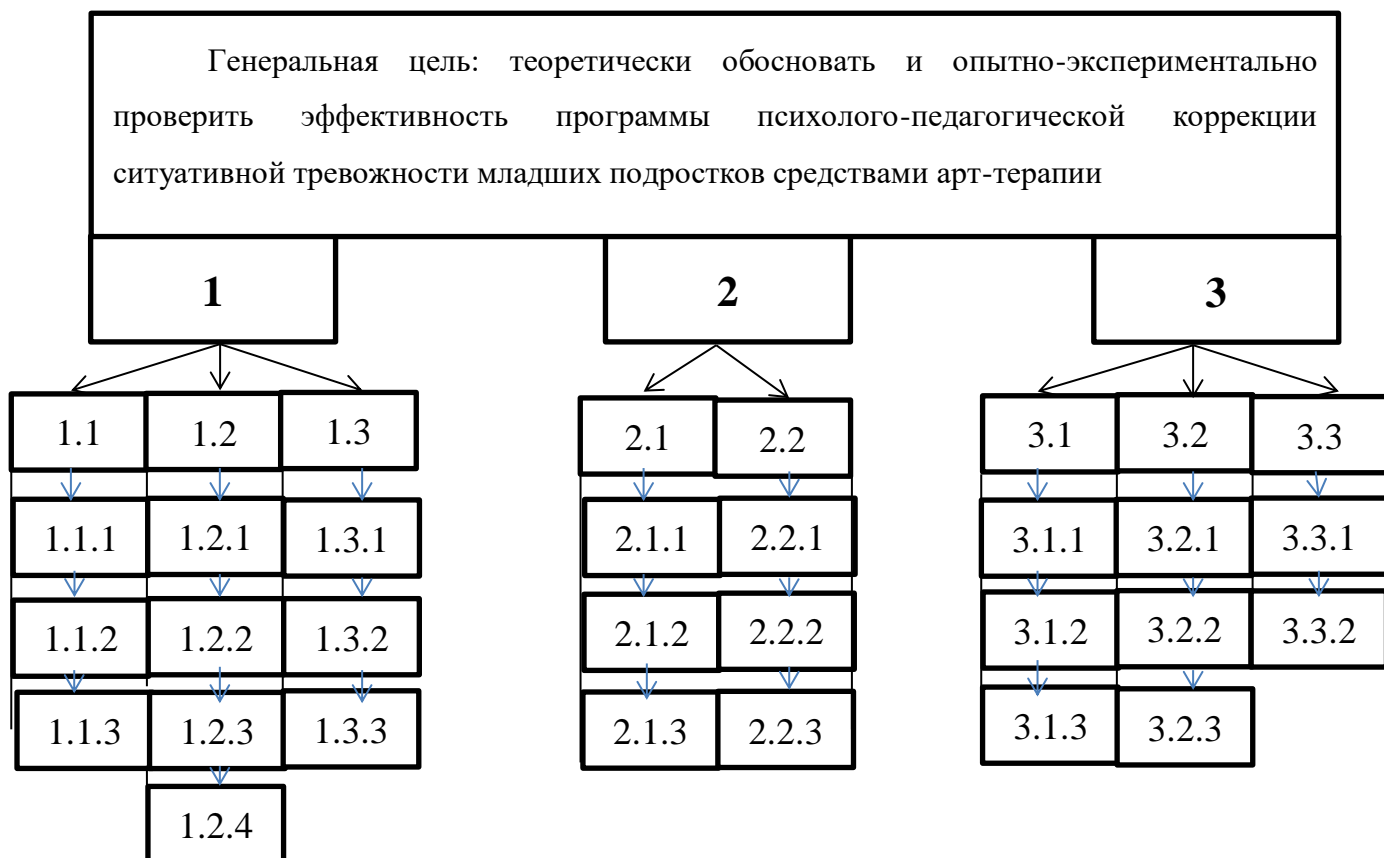 Генеральная цель: теоретически обосновать и опытно-экспериментально
проверить эффективность программы психолого-педагогической коррекции
ситуативной тревожности младших подростков средствами арт-терапии
1 2 3
1.1 1.2 1.3 2.1 2.2 3.1 3.2 3.3
1.1.1 1.2.1 1.3.1 2.1.1 2.2.1 3.1.1 3.2.1 3.3.1
1.1.2 1.2.2 1.3.2 2.1.2 2.2.2 3.1.2 3.2.2 3.3.2
1.1.3 1.2.3 1.3.3 2.1.3 2.2.3 3.1.3 3.2.3
1.2.4